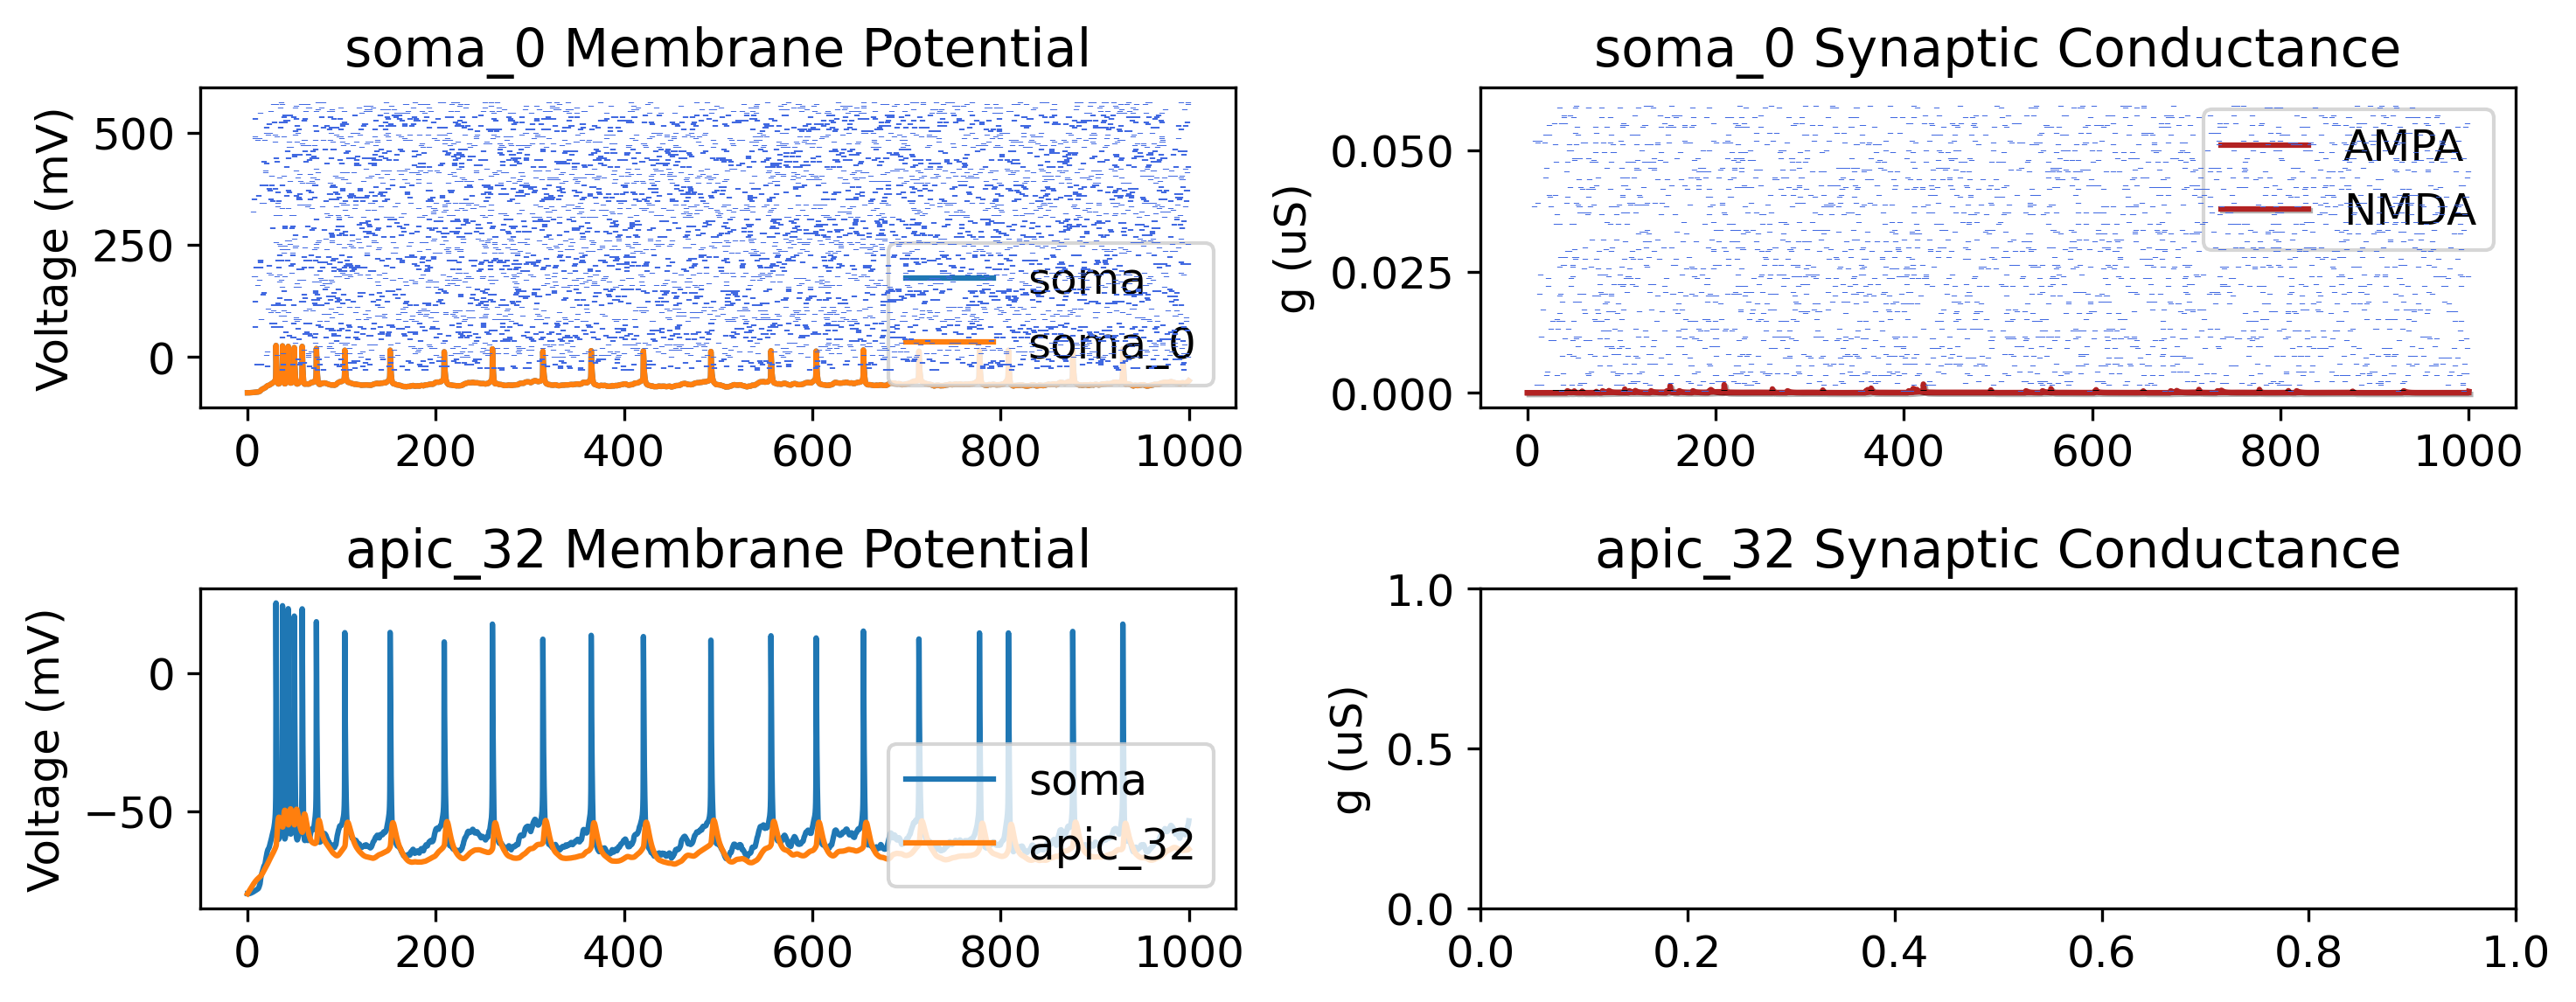 soma_0 Membrane Potential
Voltage (mV)
500
250
0
soma
soma_0
0 200 400 600 800 1000
soma_0 Synaptic Conductance
g (uS)
0.050
0.025
0.000
AMPA
NMDA
0 200 400 600 800 1000
apic_32 Membrane Potential
Voltage (mV)
0
−50
soma
apic_32
0 200 400 600 800 1000
apic_32 Synaptic Conductance
g (uS)
1.0
0.5
0.0
0.0 0.2 0.4 0.6 0.8 1.0